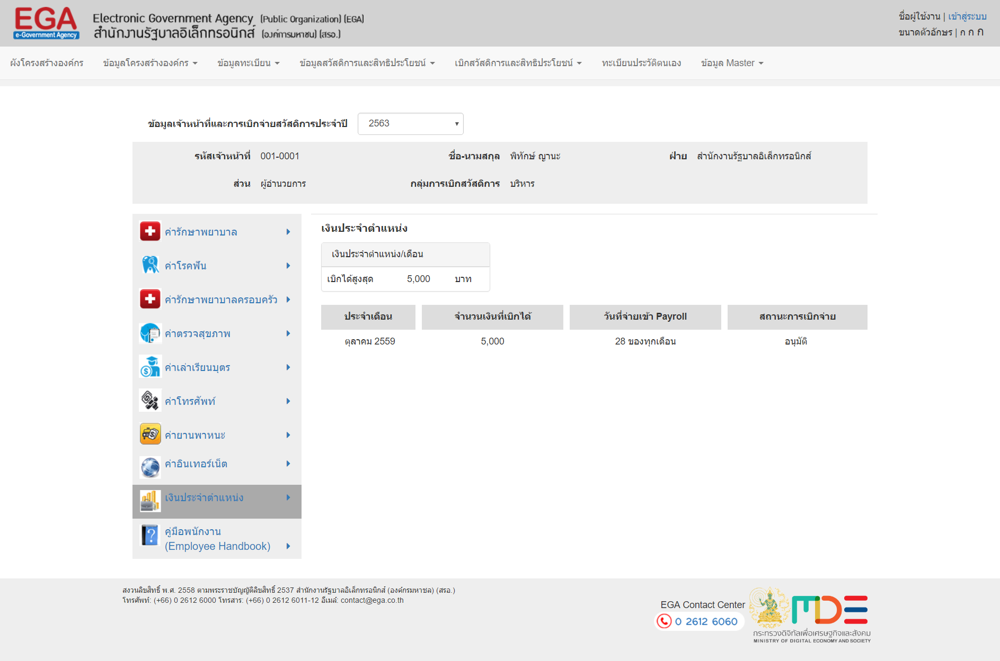 EGA
e-Government Agency
Electronic Government Agency (Public Organization) (EGA)
สำนักงานรัฐบาลอิเล็กทรอนิกส์ (องค์การมหาชน) (สรอ.)
ชื่อผู้ใช้งาน | เข้าสู่ระบบ
ขนาดตัวอักษร | ก ก ก
ผังโครงสร้างองค์กร ข้อมูลโครงสร้างองค์กร ข้อมูลทะเบียน ข้อมูลสวัสดิการและสิทธิประโยชน์ เบิกสวัสดิการและสิทธิประโยชน์ ทะเบียนประวัติตนเอง ข้อมูล Master
ข้อมูลเจ้าหน้าที่และการเบิกจ่ายสวัสดิการประจำปี 2563
รหัสเจ้าหน้าที่ 001-0001 ชื่อ-นามสกุล พิทักษ์ ญานะ ฝ่าย สำนักงานรัฐบาลอิเล็กทรอนิกส์
ส่วน ผู้อำนวยการ กลุ่มการเบิกสวัสดิการ บริหาร
ค่ารักษาพยาบาล
ค่าโรคฟัน
ค่ารักษาพยาบาลครอบครัว
ค่าตรวจสุขภาพ
ค่าเล่าเรียนบุตร
ค่าโทรศัพท์
ค่ายานพาหนะ
ค่าอินเทอร์เน็ต
เงินประจำตำแหน่ง
คู่มือพนักงาน
(Employee Handbook)
เงินประจำตำแหน่ง
เงินประจำตำแหน่ง/เดือน
เบิกได้สูงสุด 5,000 บาท
ประจำเดือน จำนวนเงินที่เบิกได้ วันที่จ่ายเข้า Payroll สถานะการเบิกจ่าย
ตุลาคม 2559 5,000 28 ของทุกเดือน อนุมัติ
สงวนลิขสิทธิ์ พ.ศ. 2558 ตามพระราชบัญญัติลิขสิทธิ์ 2537 สำนักงานรัฐบาลอิเล็กทรอนิกส์ (องค์กรมหาชล) (สรอ.)
โทรศัพท์: (+66) 0 2612 6000 โทรสาร: (+66) 0 2612 6011-12 อีเมล์: contact@ega.co.th
EGA Contact Center
0 2612 6060
MDE
กระทรวงดิจิทัลเพื่อเศรษฐกิจและสังคม
MINISTRY OF DIGITAL ECONOMY AND SOCIETY